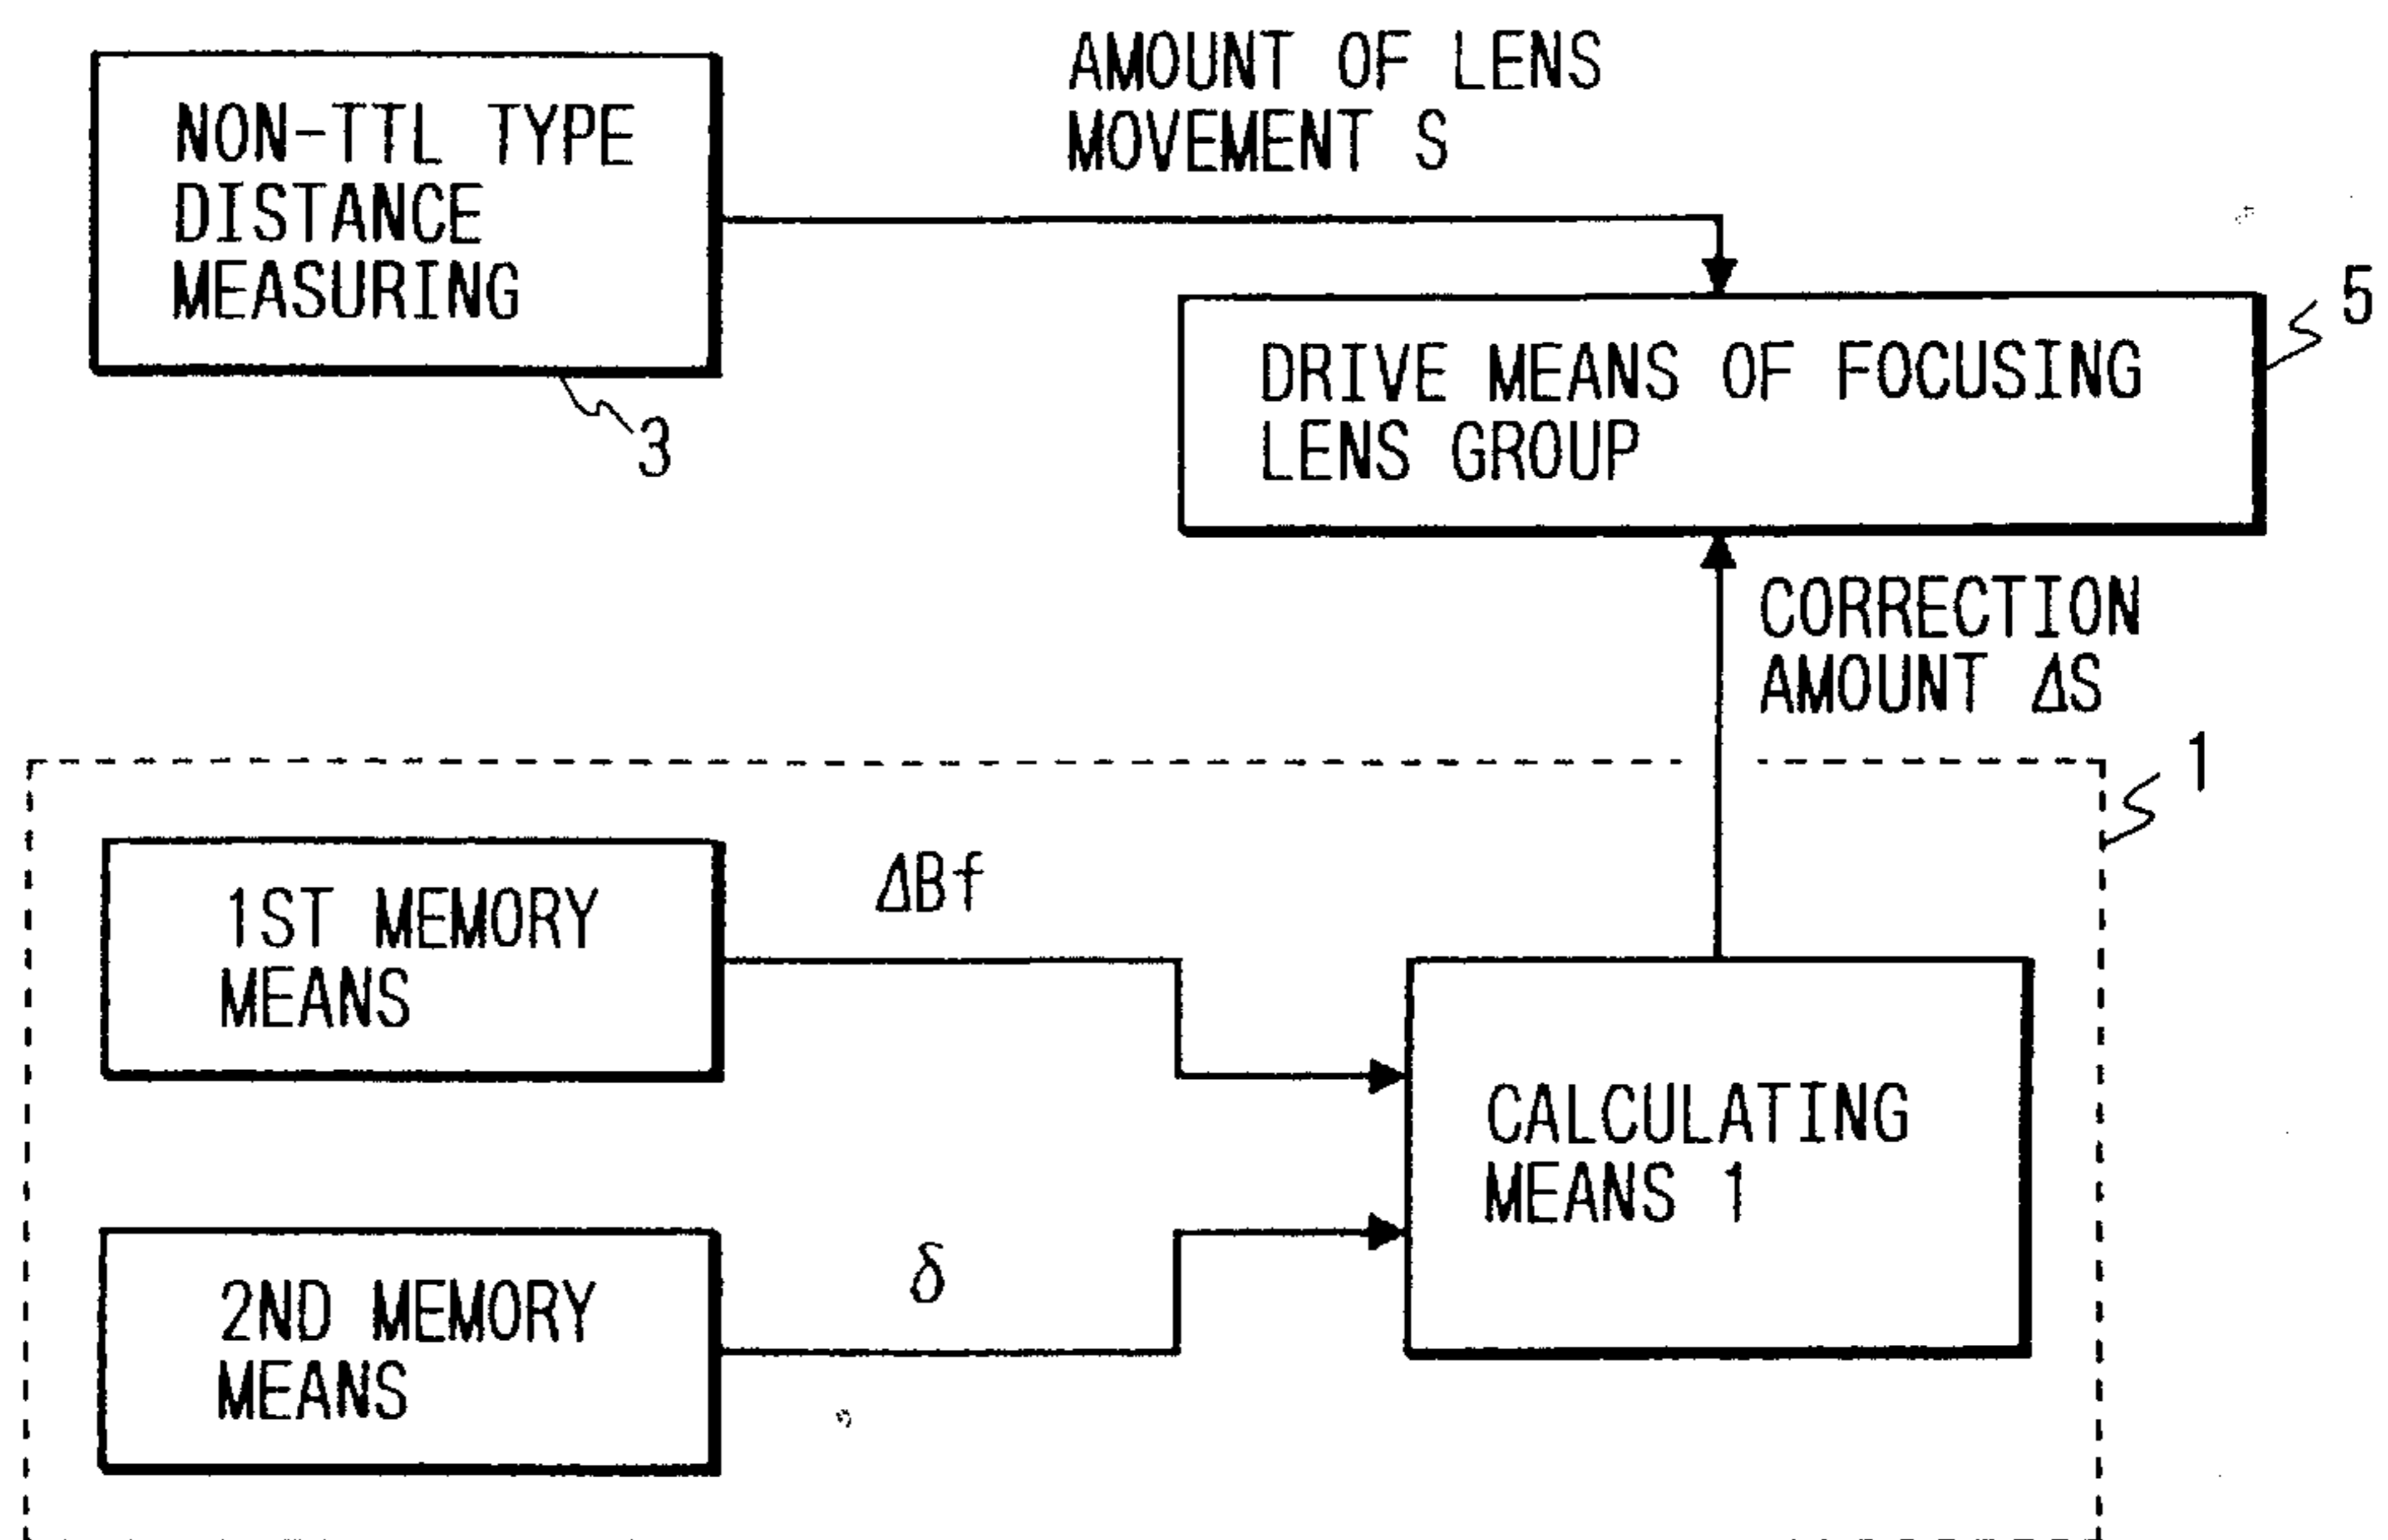 NON-TTL TYPE
DISTANCE
MEASURING
3
AMOUNT OF LENS
MOVEMENT S
DRIVE MEANS OF FOCUSING
LENS GROUP
5
CORRECTION
AMOUNT ΔS
1
1ST MEMORY
MEANS
ΔBf
CALCULATING
MEANS 1
2ND MEMORY
MEANS
δ